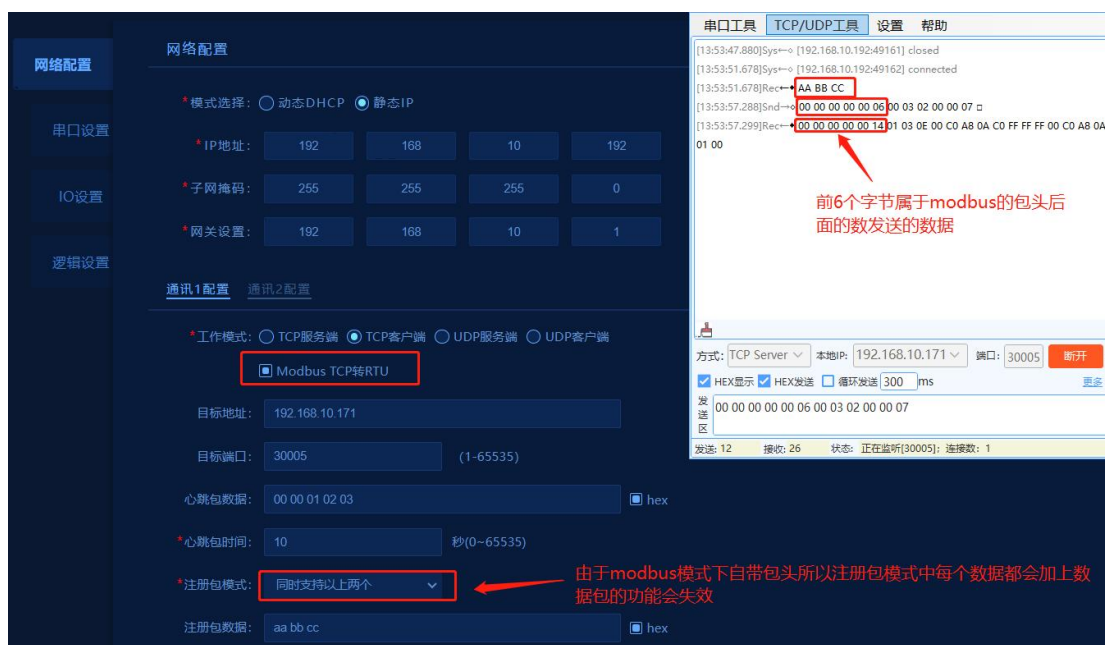 网络配置
串口设置
IO设置
逻辑设置
网络配置
*模式选择: 动态DHCP 静态IP
*IP地址: 192 168 10 192
*子网掩码: 255 255 255 0
*网关设置: 192 168 10 1
通讯1配置 通讯2配置
*工作模式: TCP服务端 TCP客户端 UDP服务端 UDP客户端
Modbus TCP转RTU
目标地址: 192.168.10.171
目标端口: 30005 (1-65535)
心跳包数据: 00 00 01 02 03 hex
*心跳包时间: 10 秒(0~65535)
*注册包模式: 同时支持以上两个
注册包数据: aa bb cc hex
由于modbus模式下自带包头所以注册包模式中每个数据都会加上数
据包的功能会失效
串口工具 TCP/UDP工具 设置 帮助
[13:53:47.880]Sys←◇ [192.168.10.192:49161] closed
[13:53:51.678]Sys←◇ [192.168.10.192:49162] connected
[13:53:51.678]Rec←◆ AA BB CC
[13:53:57.288]Snd→◇ 00 00 00 00 00 06 00 03 02 00 00 07 □
[13:53:57.299]Rec←◆ 00 00 00 00 00 14 01 03 0E 00 C0 A8 0A C0 FF FF FF 00 C0 A8 0A
01 00
前6个字节属于modbus的包头后
面的数发送的数据
方式: TCP Server 本地IP: 192.168.10.171 端口: 30005 断开
HEX显示 HEX发送 循环发送 300 ms 更多
发送区 00 00 00 00 00 06 00 03 02 00 00 07
发送: 12 接收: 26 状态: 正在监听[30005]; 连接数: 1